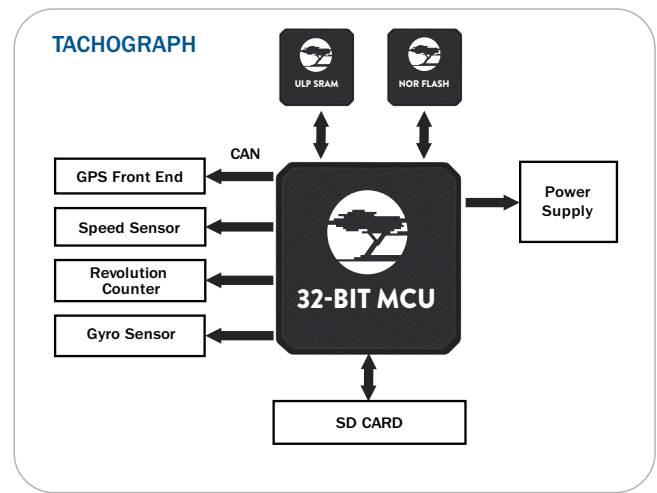 TACHOGRAPH
ULP SRAM
NOR FLASH
CAN
GPS Front End
Speed Sensor
Revolution
Counter
Gyro Sensor
32-BIT MCU
Power
Supply
SD CARD